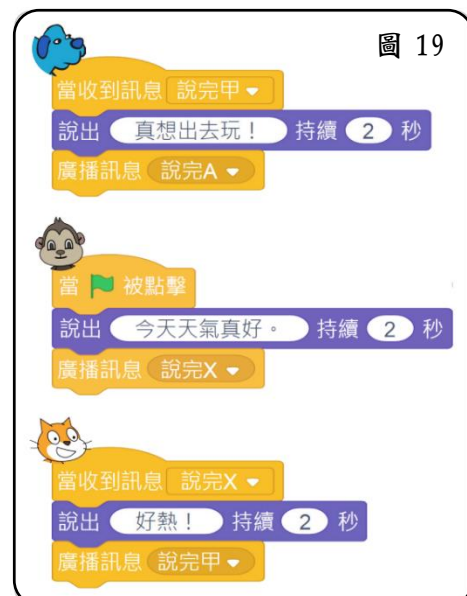 圖 19
當收到訊息 說完甲
說出 真想出去玩！ 持續 2 秒
廣播訊息 說完A
當 被點擊
說出 今天天氣真好。 持續 2 秒
廣播訊息 說完X
當收到訊息 說完X
說出 好熱！ 持續 2 秒
廣播訊息 說完甲